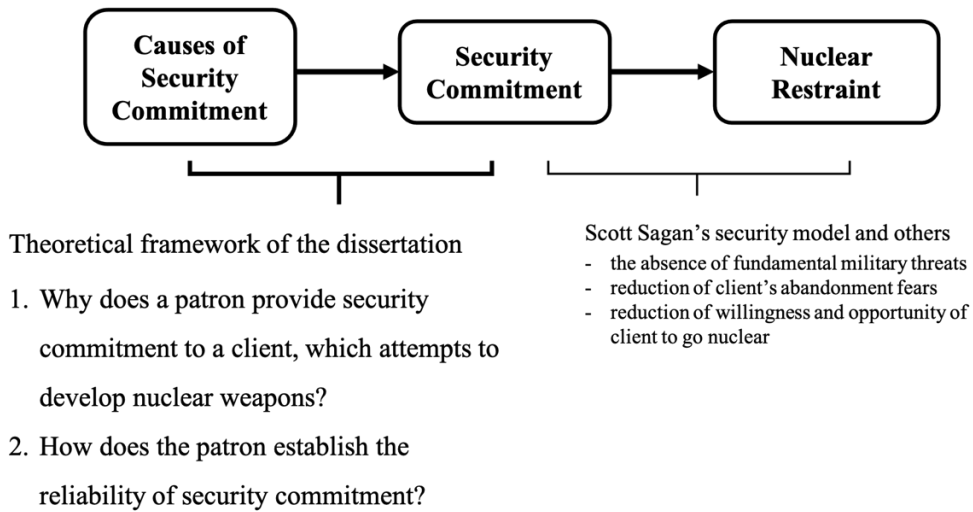 Causes of
Security
Commitment
Security
Commitment
Nuclear
Restraint
Theoretical framework of the dissertation
1. Why does a patron provide security
commitment to a client, which attempts to
develop nuclear weapons?
2. How does the patron establish the
reliability of security commitment?
Scott Sagan’s security model and others
- the absence of fundamental military threats
- reduction of client’s abandonment fears
- reduction of willingness and opportunity of
client to go nuclear